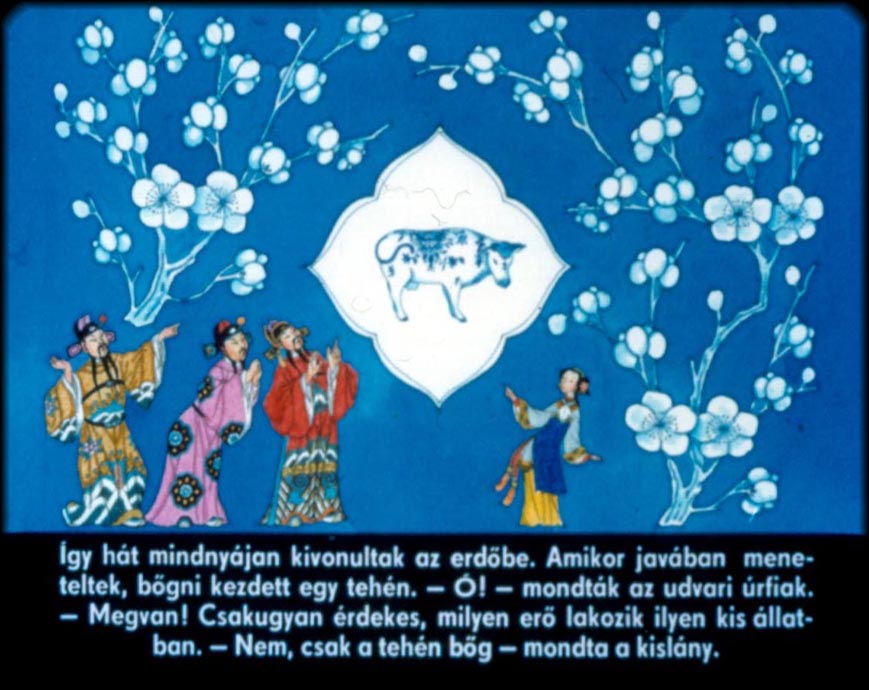 Így hát mindnyájan kivonultak az erdőbe. Amikor javában mene-
teltek, bőgni kezdett egy tehén. — Ó! — mondták az udvari úrfiak.
— Megvan! Csakugyan érdekes, milyen erő lakozik ilyen kis állat-
ban. — Nem, csak a tehén bőg — mondta a kislány.